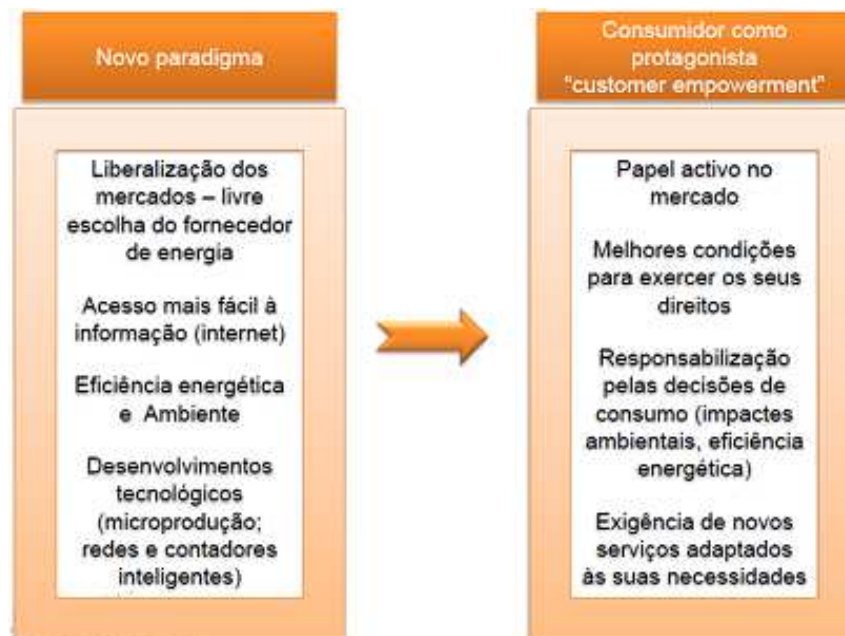 Novo paradigma
Liberalização dos
mercados – livre
escolha do fornecedor
de energia
Acesso mais fácil à
informação (internet)
Eficiência energética
e Ambiente
Desenvolvimentos
tecnológicos
(microprodução;
redes e contadores
inteligentes)
Consumidor como
protagonista
“customer empowerment”
Papel activo no
mercado
Melhores condições
para exercer os seus
direitos
Responsabilização
pelas decisões de
consumo (impactes
ambientais, eficiência
energética)
Exigência de novos
serviços adaptados
às suas necessidades